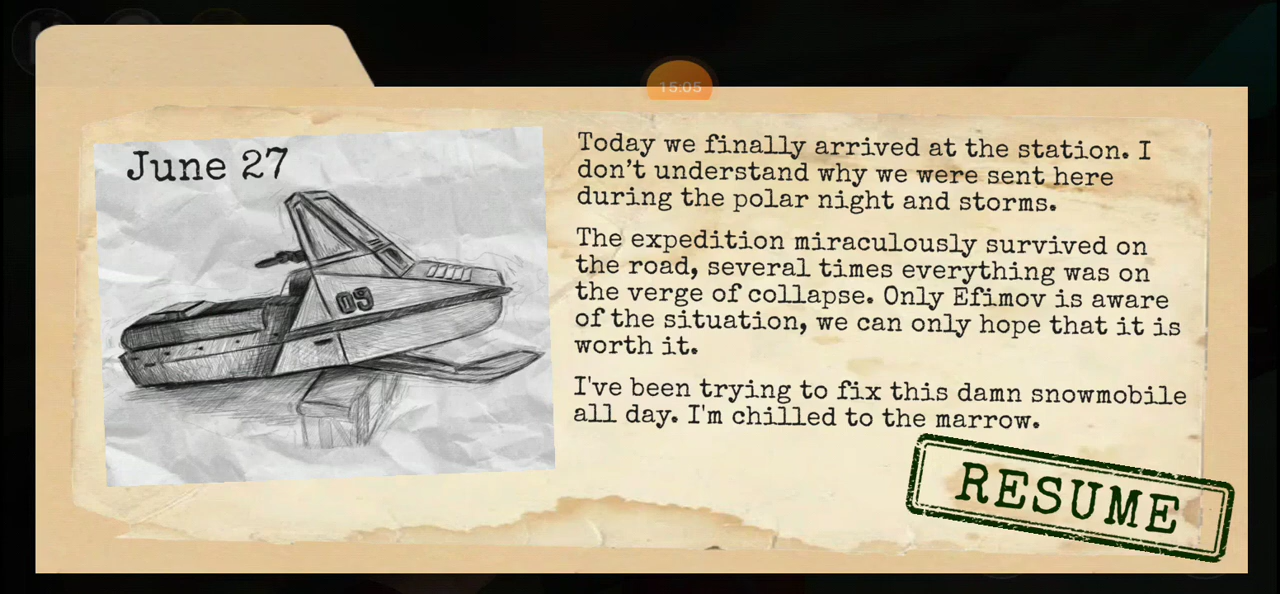 15:05
June 27
09
Today we finally arrived at the station. I
don't understand why we were sent here
during the polar night and storms.
The expedition miraculously survived on
the road, several times everything was on
the verge of collapse. Only Efimov is aware
of the situation, we can only hope that it is
worth it.
I've been trying to fix this damn snowmobile
all day. I'm chilled to the marrow.
RESUME